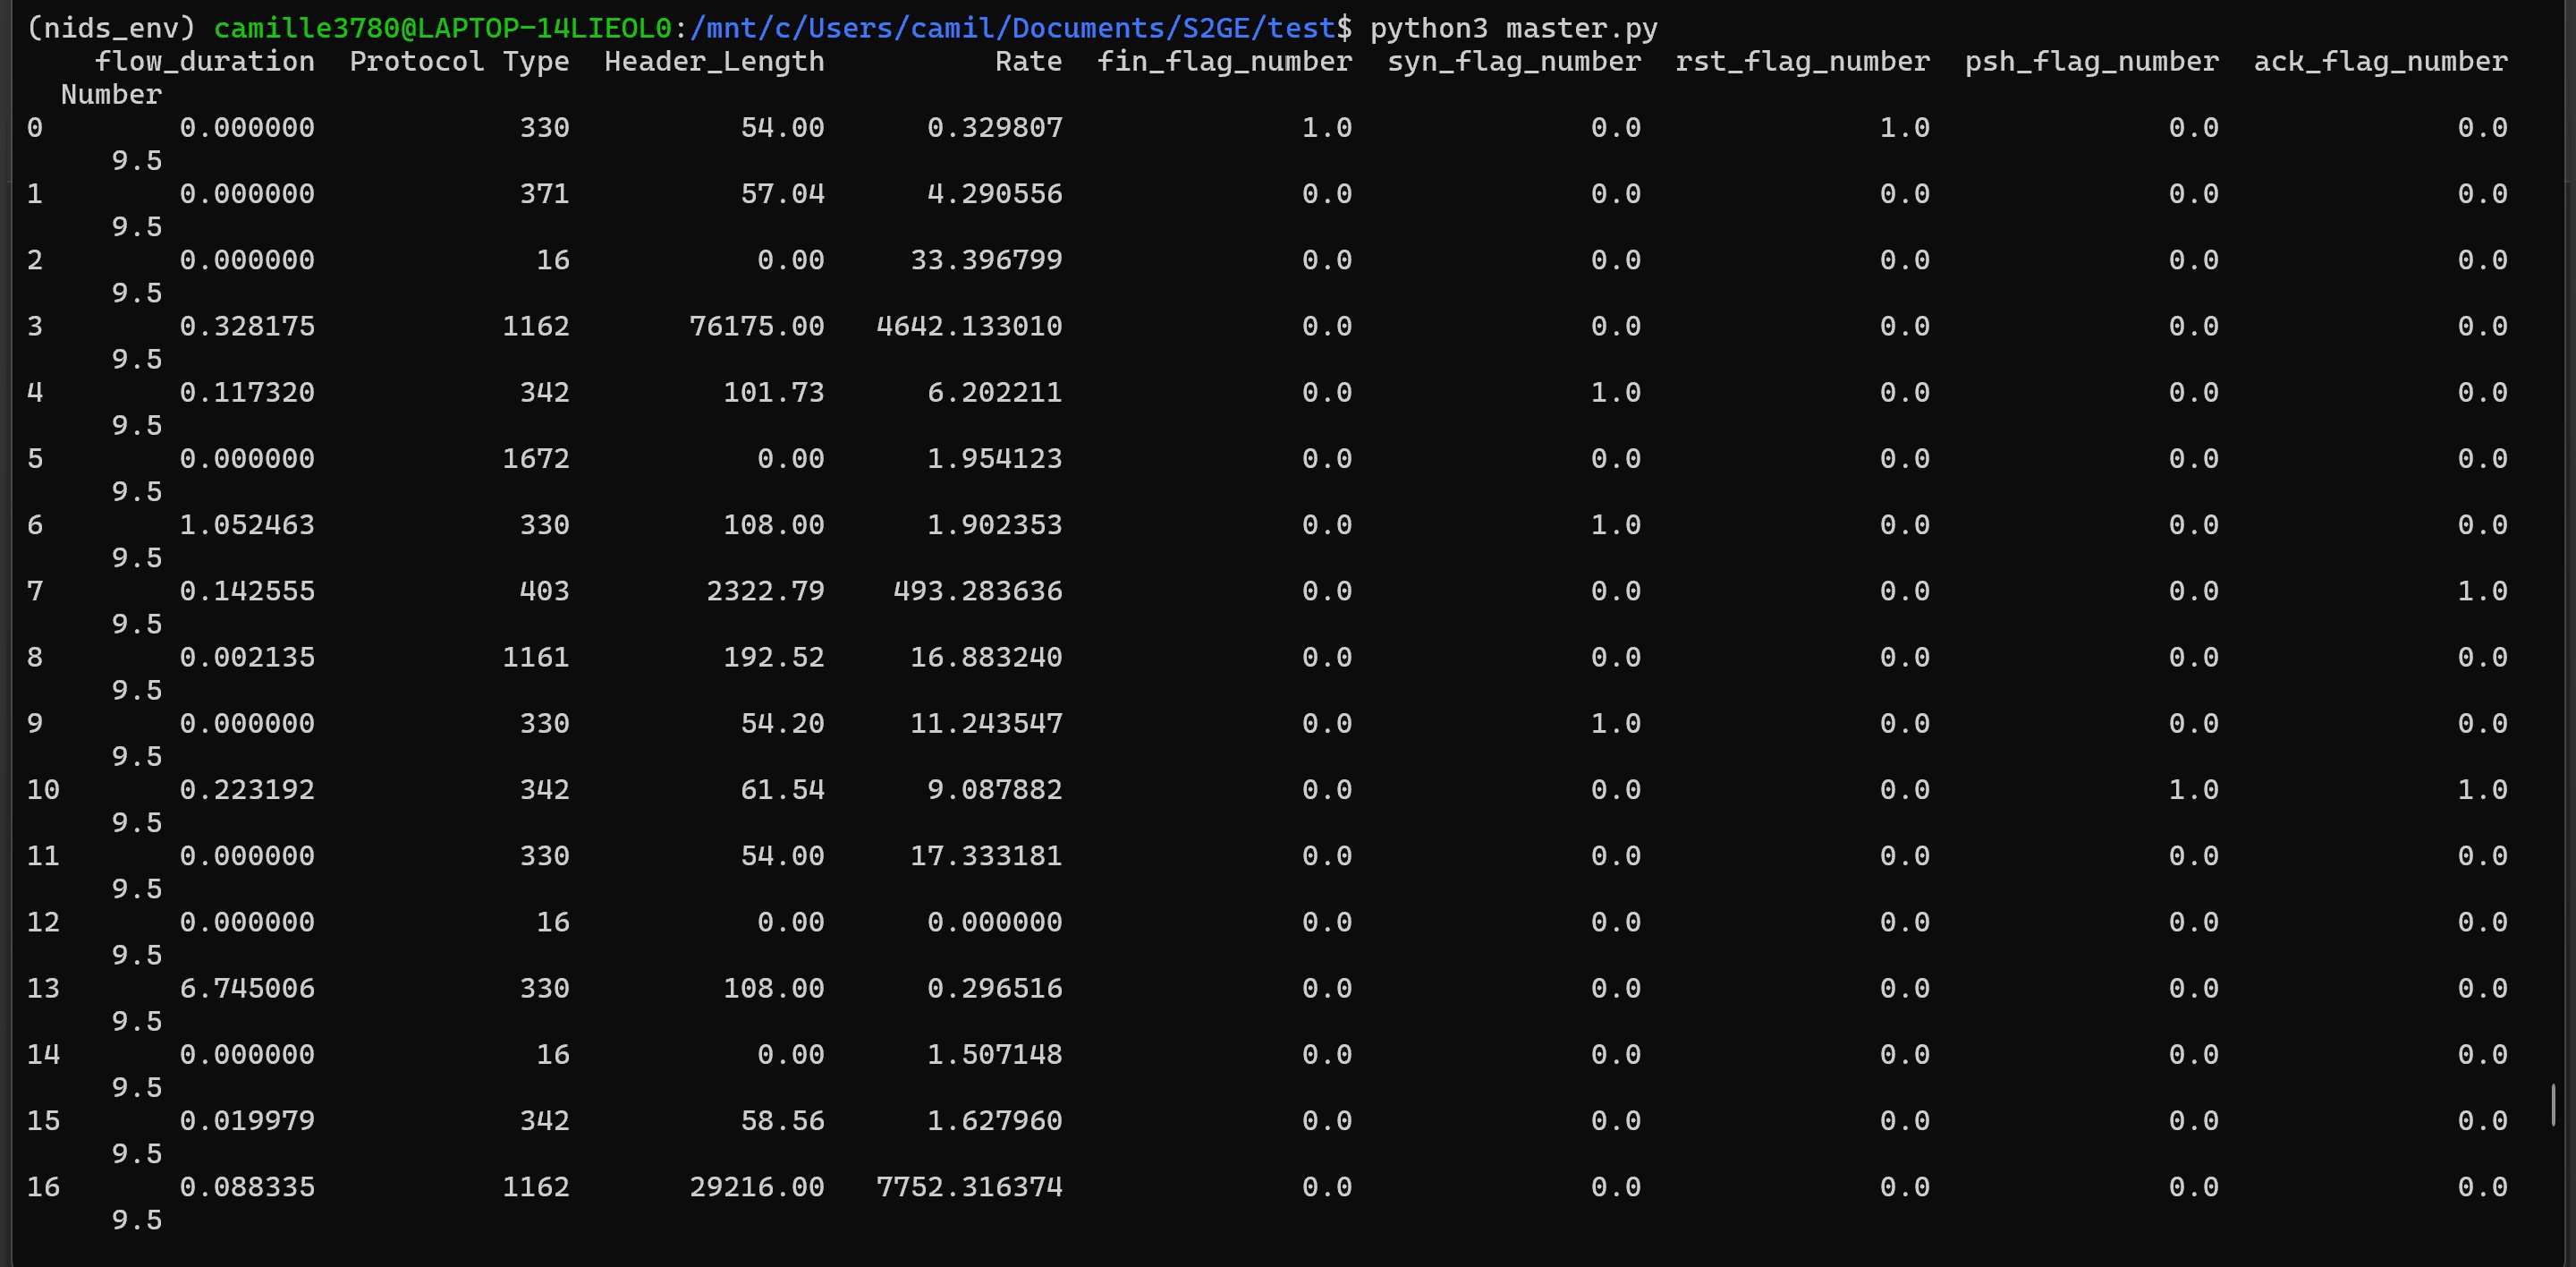 (nids_env) camille3780@LAPTOP-14LIEOL0:/mnt/c/Users/camil/Documents/S2GE/test$ python3 master.py
flow_duration Protocol Type Header_Length Rate fin_flag_number syn_flag_number rst_flag_number psh_flag_number ack_flag_number
Number
0 0.000000 330 54.00 0.329807 1.0 0.0 1.0 0.0 0.0
9.5
1 0.000000 371 57.04 4.290556 0.0 0.0 0.0 0.0 0.0
9.5
2 0.000000 16 0.00 33.396799 0.0 0.0 0.0 0.0 0.0
9.5
3 0.328175 1162 76175.00 4642.133010 0.0 0.0 0.0 0.0 0.0
9.5
4 0.117320 342 101.73 6.202211 0.0 1.0 0.0 0.0 0.0
9.5
5 0.000000 1672 0.00 1.954123 0.0 0.0 0.0 0.0 0.0
9.5
6 1.052463 330 108.00 1.902353 0.0 1.0 0.0 0.0 0.0
9.5
7 0.142555 403 2322.79 493.283636 0.0 0.0 0.0 0.0 1.0
9.5
8 0.002135 1161 192.52 16.883240 0.0 0.0 0.0 0.0 0.0
9.5
9 0.000000 330 54.20 11.243547 0.0 1.0 0.0 0.0 0.0
9.5
10 0.223192 342 61.54 9.087882 0.0 0.0 0.0 1.0 1.0
9.5
11 0.000000 330 54.00 17.333181 0.0 0.0 0.0 0.0 0.0
9.5
12 0.000000 16 0.00 0.000000 0.0 0.0 0.0 0.0 0.0
9.5
13 6.745006 330 108.00 0.296516 0.0 0.0 0.0 0.0 0.0
9.5
14 0.000000 16 0.00 1.507148 0.0 0.0 0.0 0.0 0.0
9.5
15 0.019979 342 58.56 1.627960 0.0 0.0 0.0 0.0 0.0
9.5
16 0.088335 1162 29216.00 7752.316374 0.0 0.0 0.0 0.0 0.0
9.5